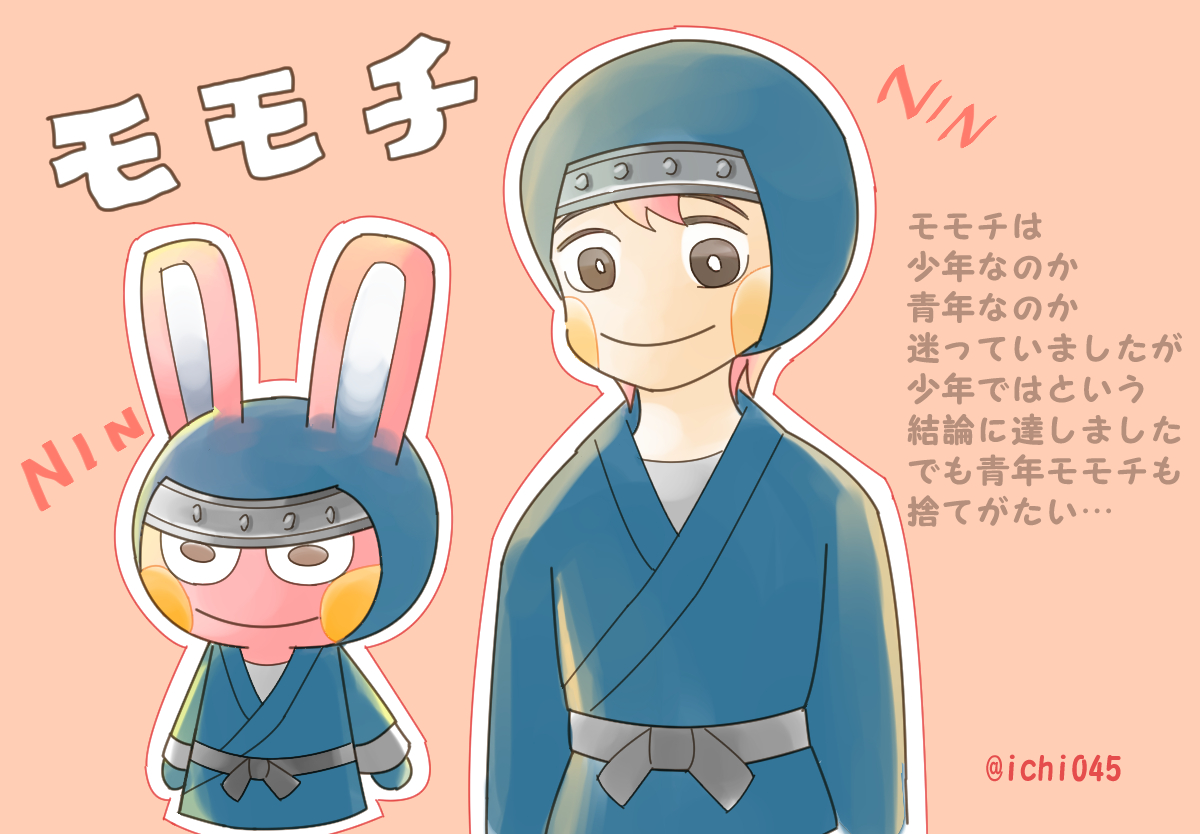 モモチ
NIN
NIN
モモチは
少年なのか
青年なのか
迷っていましたが
少年ではという
結論に達しました
でも青年モモチも
捨てがたい…
@ichi045